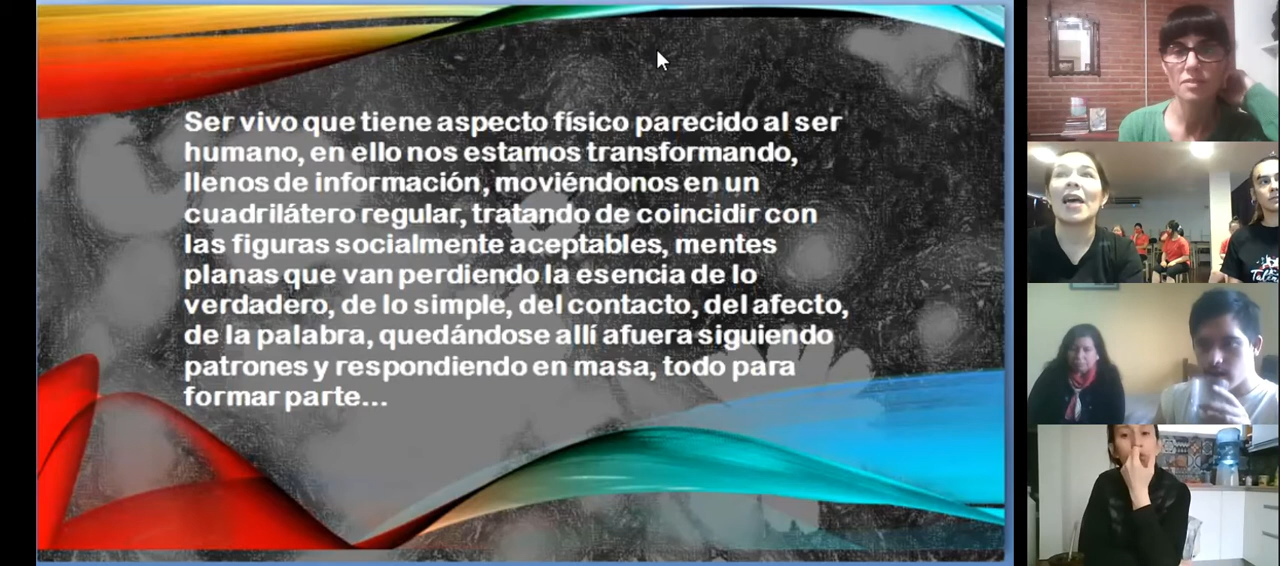 Ser vivo que tiene aspecto físico parecido al ser
humano, en ello nos estamos transformando,
llenos de información, moviéndonos en un
cuadrilátero regular, tratando de coincidir con
las figuras socialmente aceptables, mentes
planas que van perdiendo la esencia de lo
verdadero, de lo simple, del contacto, del afecto,
de la palabra, quedándose allí afuera siguiendo
patrones y respondiendo en masa, todo para
formar parte...